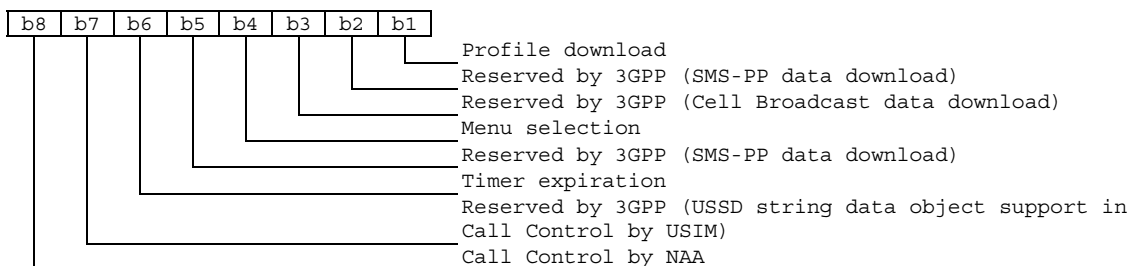 b8 b7 b6 b5 b4 b3 b2 b1
Profile download
Reserved by 3GPP (SMS-PP data download)
Reserved by 3GPP (Cell Broadcast data download)
Menu selection
Reserved by 3GPP (SMS-PP data download)
Timer expiration
Reserved by 3GPP (USSD string data object support in
Call Control by USIM)
Call Control by NAA